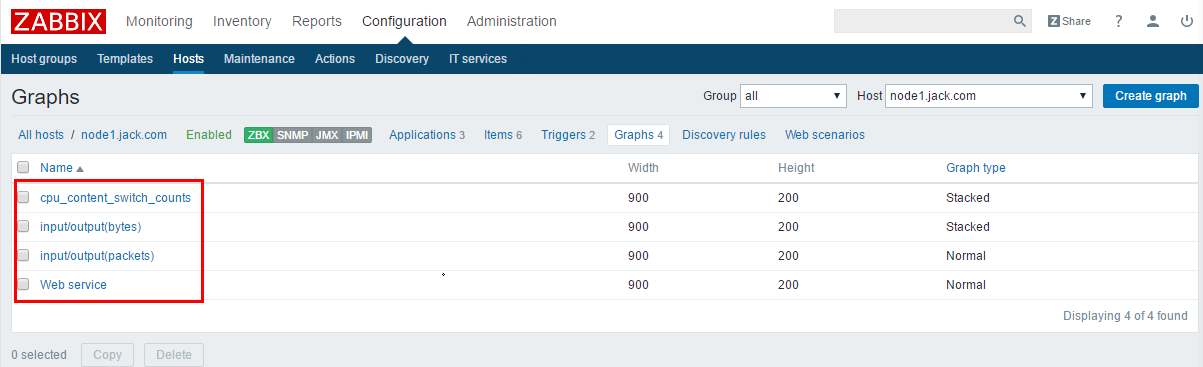 ZABBIX Monitoring Inventory Reports Configuration Administration Z Share ?
Host groups Templates Hosts Maintenance Actions Discovery IT services
Graphs Group all Host node1.jack.com Create graph
All hosts / node1.jack.com Enabled ZBX SNMP JMX IPMI Applications 3 Items 6 Triggers 2 Graphs 4 Discovery rules Web scenarios
Name Width Height Graph type
cpu_content_switch_counts 900 200 Stacked
input/output(bytes) 900 200 Stacked
input/output(packets) 900 200 Normal
Web service 900 200 Normal
Displaying 4 of 4 found
0 selected Copy Delete